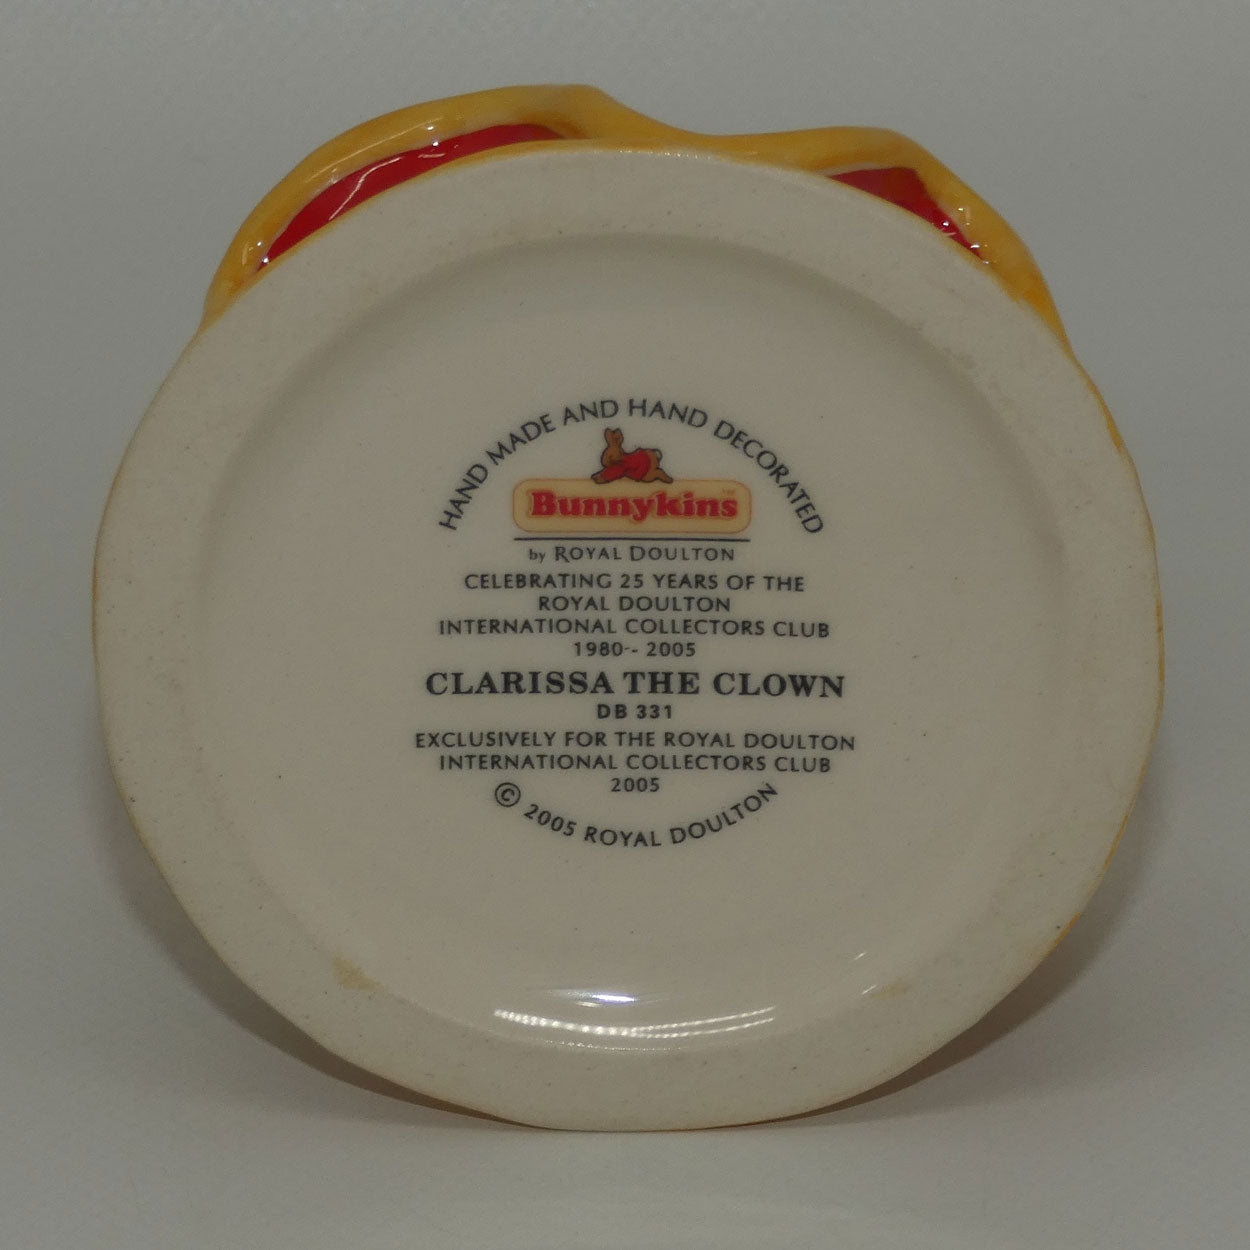 HAND MADE AND HAND DECORATED
Bunnykins™
by ROYAL DOULTON
CELEBRATING 25 YEARS OF THE
ROYAL DOULTON
INTERNATIONAL COLLECTORS CLUB
1980-- 2005
CLARISSA THE CLOWN
DB 331
EXCLUSIVELY FOR THE ROYAL DOULTON
INTERNATIONAL COLLECTORS CLUB
2005
© 2005 ROYAL DOULTON